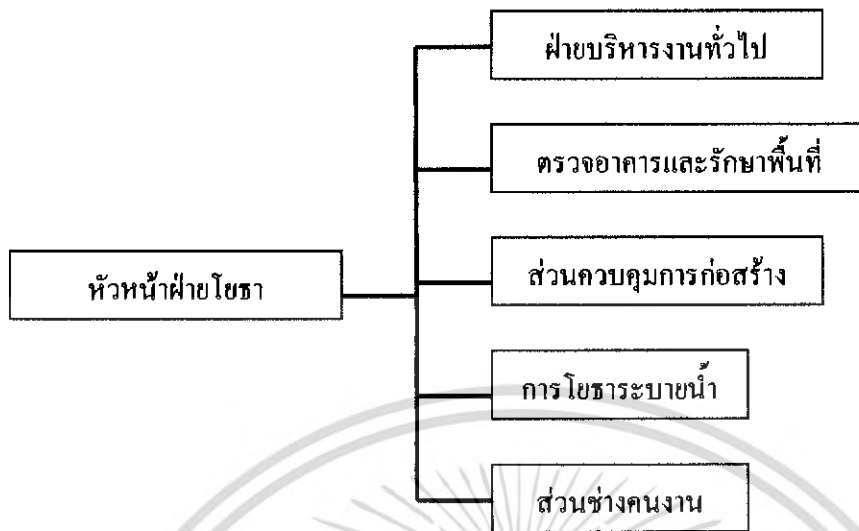 ฝ่ายบริหารงานทั่วไป
ตรวจอาคารและรักษาพื้นที่
หัวหน้าฝ่ายโยธา
ส่วนควบคุมการก่อสร้าง
การโยธาระบายน้ำ
ส่วนช่างคนงาน